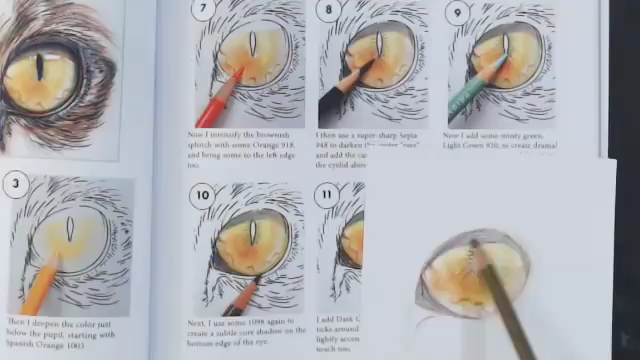 7
Now I intensify the brownish
splotch with some Orange 918,
and bring some to the left edge
too.
8
I then use a super-sharp Sepia
948 to darken
and add the
the eyelid
9
Now I add some minty green,
Light Green 920, to create drama!
3
Then I deepen the color just
below the pupil, starting with
Spanish Orange 1003
10
Next, I use some 1098 again to
create a subtle core shadow on the
bottom edge of the eye.
11
I add Dark
ticks around
lightly
touch